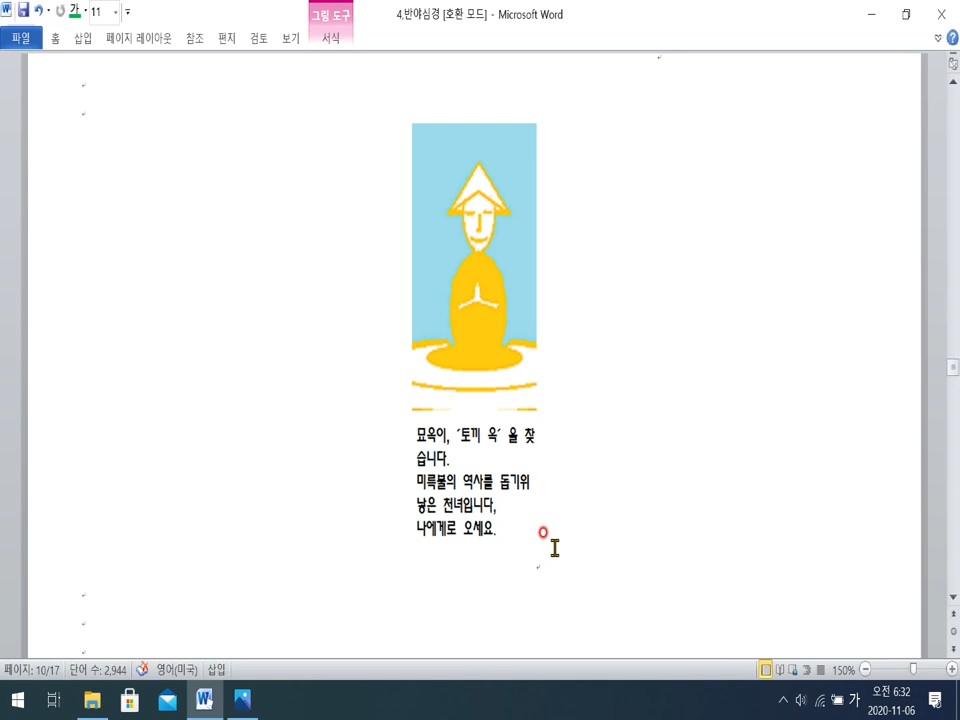 11
그림 도구
4.반야심경 [호환 모드] - Microsoft Word
파일 홈 삽입 페이지 레이아웃 참조 편지 검토 보기 서식
묘옥이, ´토끼 옥´ 을 찾
습니다.
미륵불의 역사를 돕기위
낳은 천녀입니다,
나에게로 오세요.
페이지: 10/17 단어 수: 2,944 영어(미국) 삽입 150%
가 오전 6:32
2020-11-06